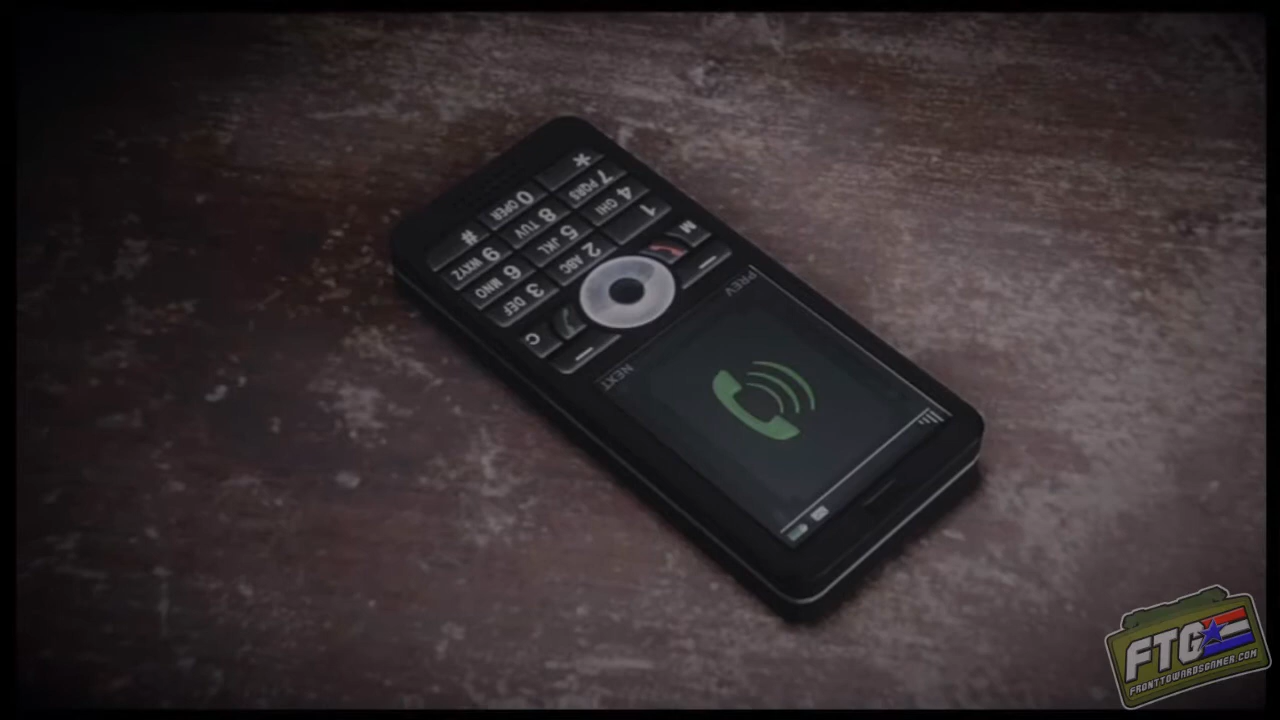 *
7 PQRS
4 GHI
1
M
0 OPER
8 TUV
5 JKL
2 ABC
#
9 WXYZ
6 MNO
3 DEF
C
PREV
NEXT
FTG
FRONTTOWARDSGAMER.COM